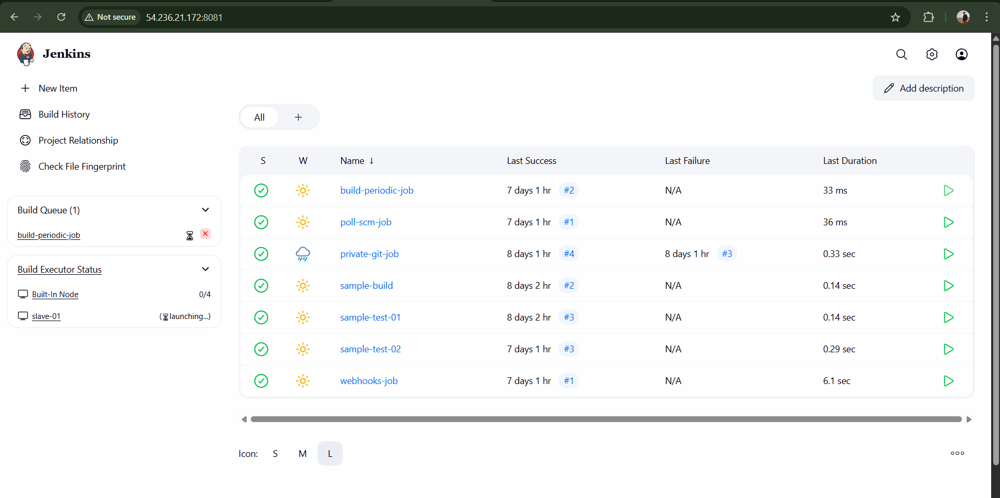 Not secure 54.236.21.172:8081
Jenkins
New Item
Add description
Build History
All +
Project Relationship
Check File Fingerprint
Build Queue (1)
build-periodic-job
Build Executor Status
Built-In Node 0/4
slave-01 (launching...)
S W Name ↓ Last Success Last Failure Last Duration
build-periodic-job 7 days 1 hr #2 N/A 33 ms
poll-scm-job 7 days 1 hr #1 N/A 36 ms
private-git-job 8 days 1 hr #4 8 days 1 hr #3 0.33 sec
sample-build 8 days 2 hr #2 N/A 0.14 sec
sample-test-01 8 days 2 hr #3 N/A 0.14 sec
sample-test-02 7 days 1 hr #3 N/A 0.29 sec
webhooks-job 7 days 1 hr #1 N/A 6.1 sec
Icon: S M L